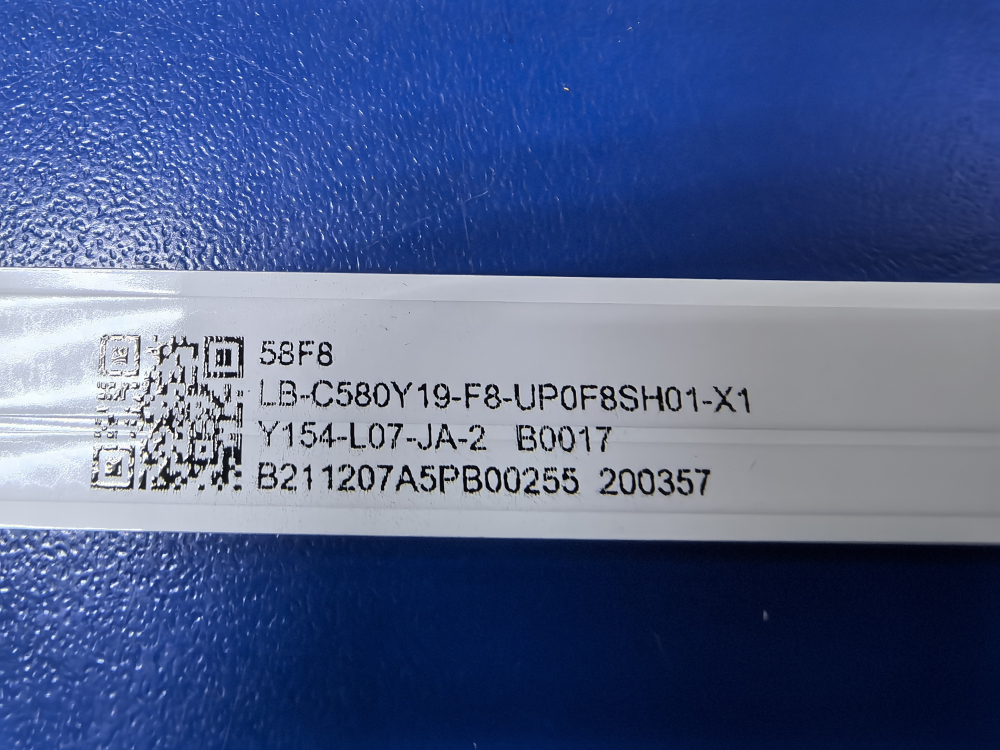 58F8
LB-C580Y19-F8-UP0F8SH01-X1
Y154-L07-JA-2 B0017
B211207A5PB00255 200357